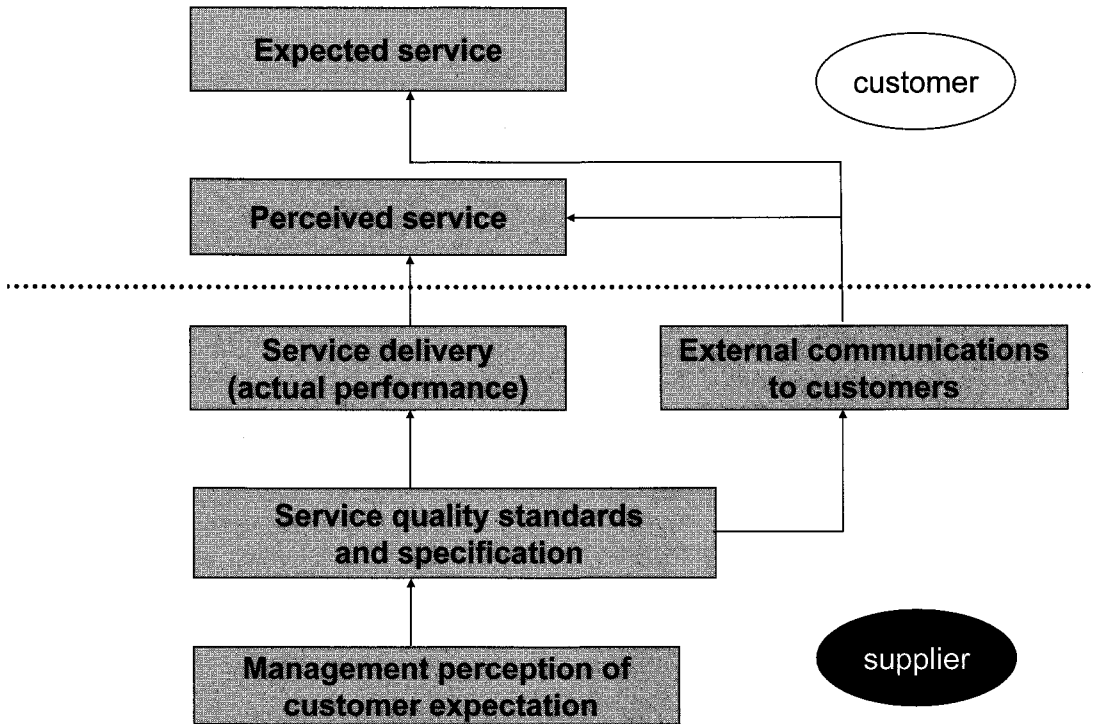 Expected service
customer
Perceived service
Service delivery
(actual performance)
External communications
to customers
Service quality standards
and specification
Management perception of
customer expectation
supplier